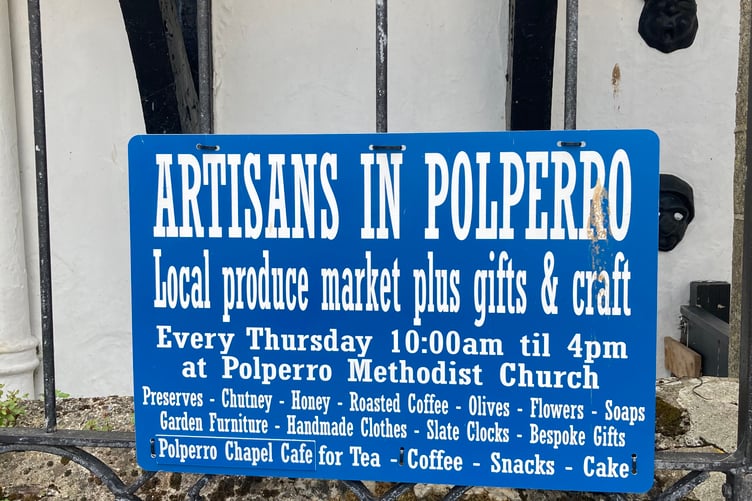 ARTISANS IN POLPERRO
Local produce market plus gifts & craft
Every Thursday 10:00am til 4pm
at Polperro Methodist Church
Preserves - Chutney - Honey - Roasted Coffee - Olives - Flowers - Soaps
Garden Furniture - Handmade Clothes - Slate Clocks - Bespoke Gifts
Polperro Chapel Cafe for Tea - Coffee - Snacks - Cake